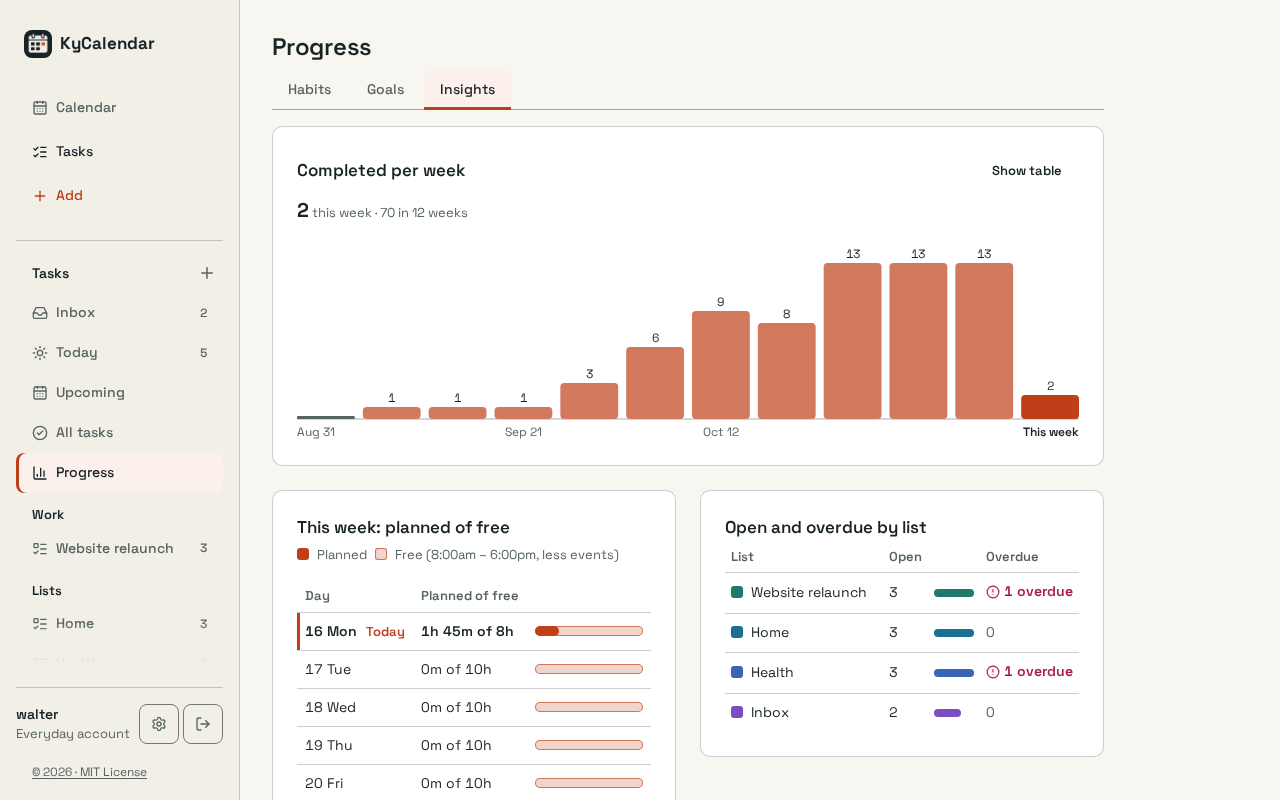 KyCalendar
Calendar
Tasks
Add
Tasks
Inbox 2
Today 5
Upcoming
All tasks
Progress
Work
Website relaunch 3
Lists
Home 3
walter
Everyday account
© 2026 · MIT License
Progress
Habits Goals Insights
Completed per week Show table
2 this week · 70 in 12 weeks
1 1 1 3 6 9 8 13 13 13 2
Aug 31 Sep 21 Oct 12 This week
This week: planned of free
Planned Free (8:00am – 6:00pm, less events)
Day Planned of free
16 Mon Today 1h 45m of 8h
17 Tue 0m of 10h
18 Wed 0m of 10h
19 Thu 0m of 10h
20 Fri 0m of 10h
Open and overdue by list
List Open Overdue
Website relaunch 3 1 overdue
Home 3 0
Health 3 1 overdue
Inbox 2 0